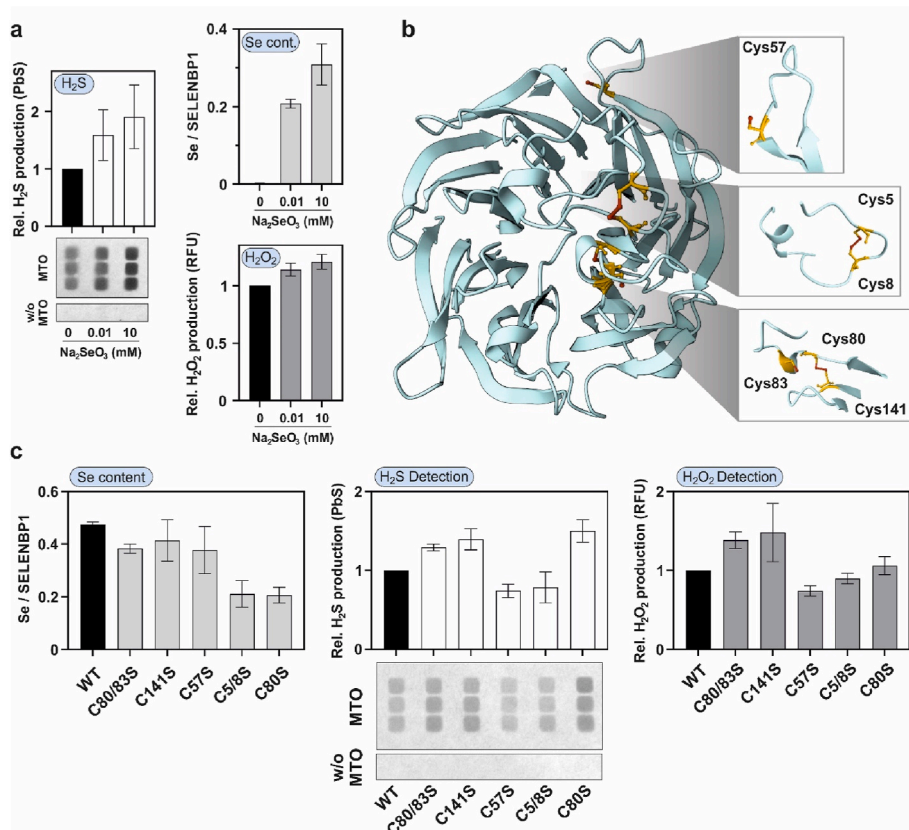 a
H₂S
Rel. H₂S production (PbS)
2
1
0
MTO
w/o
MTO
0 0.01 10
Na₂SeO₃ (mM)
Se cont.
Se / SELENBP1
0.4
0.2
0
0 0.01 10
Na₂SeO₃ (mM)
H₂O₂
Rel. H₂O₂ production (RFU)
1
0
0 0.01 10
Na₂SeO₃ (mM)
b
Cys57
Cys5
Cys8
Cys80
Cys83
Cys141
c
Se content
Se / SELENBP1
0.6
0.4
0.2
0
WT C80/83S C141S C57S C5/8S C80S
H₂S Detection
Rel. H₂S production (PbS)
2
1
0
MTO
w/o
MTO
WT C80/83S C141S C57S C5/8S C80S
H₂O₂ Detection
Rel. H₂O₂ production (RFU)
2
1
0
WT C80/83S C141S C57S C5/8S C80S